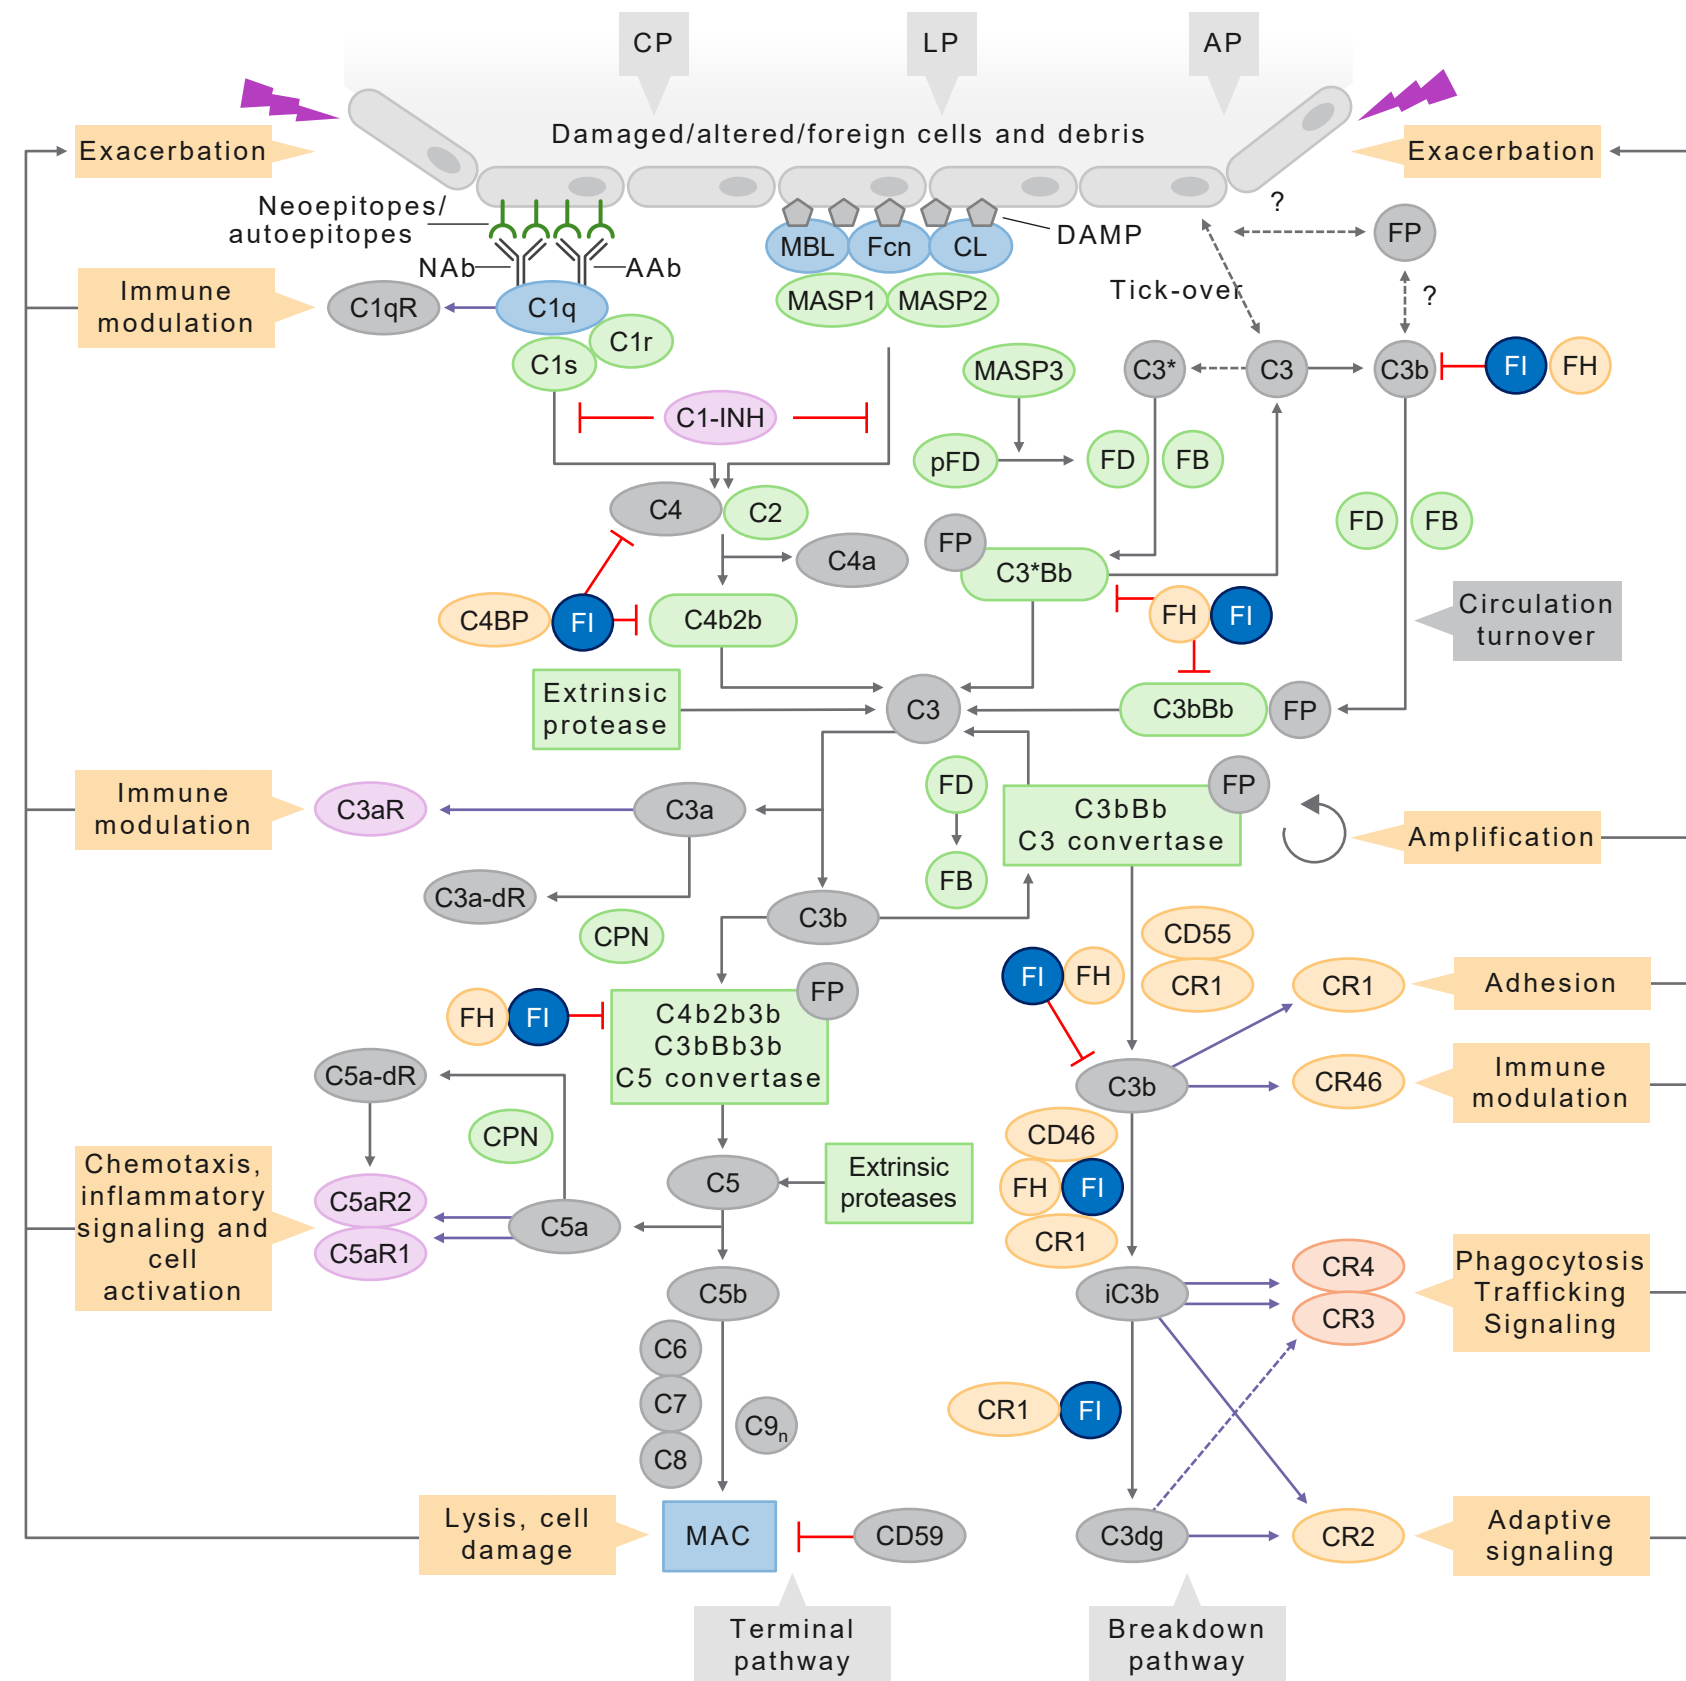 CP
LP
AP
Damaged/altered/foreign cells and debris
Exacerbation
Exacerbation
Neoepitopes/
autoepitopes
NAb
AAb
MBL
Fcn
CL
DAMP
?
FP
MASP1
MASP2
Immune
modulation
C1qR
C1q
C1r
C1s
Tick-over
?
MASP3
C3*
C3
C3b
FI
FH
C1-INH
pFD
FD
FB
C4
C2
FD
FB
FP
C4a
C3*Bb
C4BP
FI
C4b2b
FH
FI
Circulation
turnover
Extrinsic
protease
C3
C3bBb
FP
Immune
modulation
C3aR
C3a
FD
FP
C3bBb
C3 convertase
Amplification
C3a-dR
FB
C3b
CPN
CD55
CR1
FI
FH
CR1
Adhesion
FP
FH
FI
C4b2b3b
C3bBb3b
C5 convertase
C5a-dR
C3b
CR46
Immune
modulation
CPN
CD46
FH
FI
CR1
Chemotaxis,
inflammatory
signaling and
cell
activation
C5aR2
C5aR1
C5a
C5
Extrinsic
proteases
C5b
iC3b
CR4
CR3
Phagocytosis
Trafficking
Signaling
C6
C7
C8
C9n
CR1
FI
Lysis, cell
damage
MAC
CD59
C3dg
CR2
Adaptive
signaling
Terminal
pathway
Breakdown
pathway